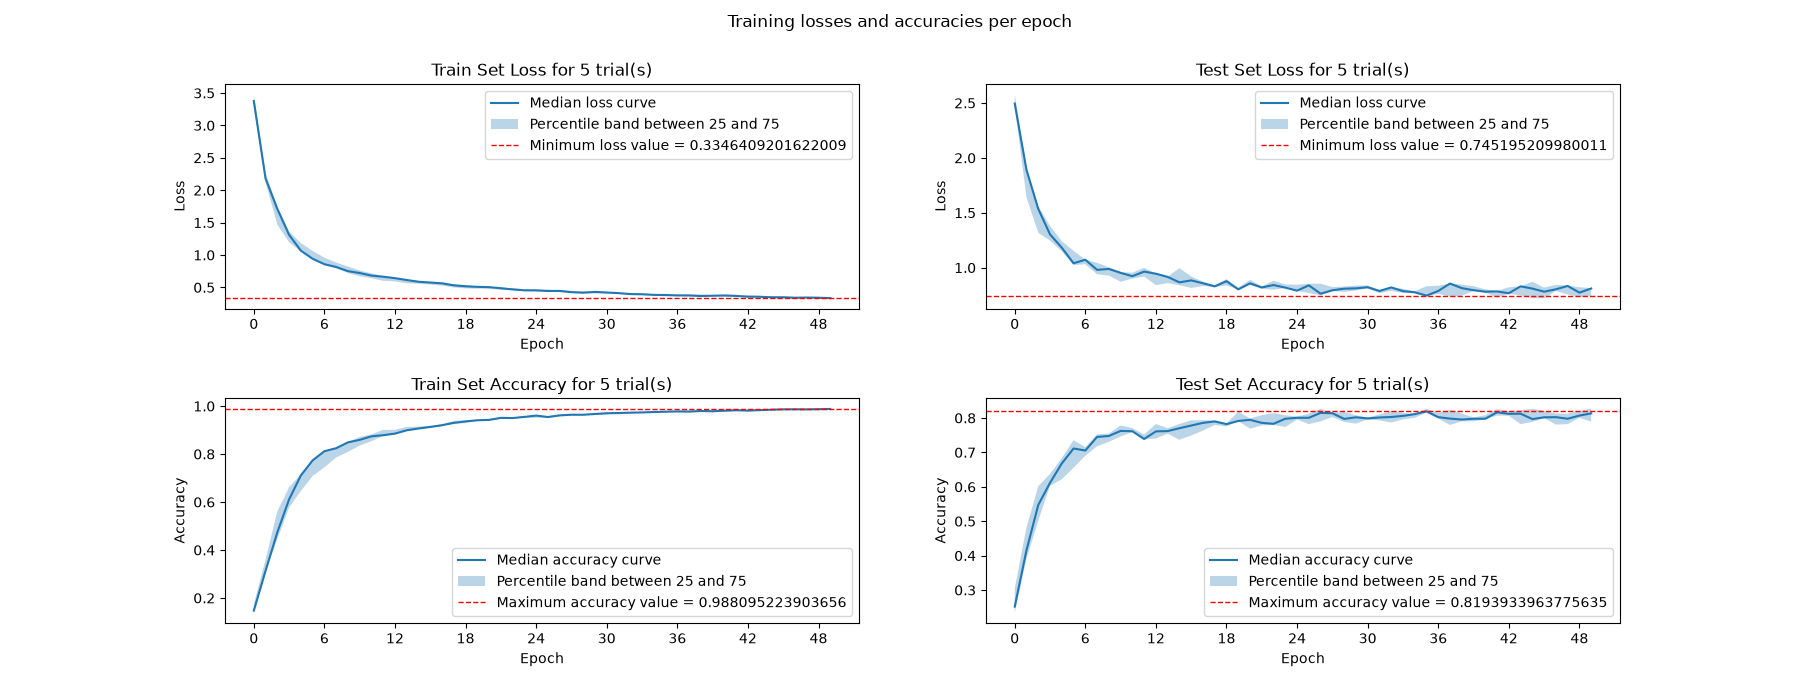 Training losses and accuracies per epoch
Train Set Loss for 5 trial(s)
3.5
3.0
2.5
2.0
1.5
1.0
0.5
Loss
Median loss curve
Percentile band between 25 and 75
Minimum loss value = 0.3346409201622009
0 6 12 18 24 30 36 42 48
Epoch
Test Set Loss for 5 trial(s)
2.5
2.0
1.5
1.0
Loss
Median loss curve
Percentile band between 25 and 75
Minimum loss value = 0.745195209980011
0 6 12 18 24 30 36 42 48
Epoch
Train Set Accuracy for 5 trial(s)
1.0
0.8
0.6
0.4
0.2
Accuracy
Median accuracy curve
Percentile band between 25 and 75
Maximum accuracy value = 0.988095223903656
0 6 12 18 24 30 36 42 48
Epoch
Test Set Accuracy for 5 trial(s)
0.8
0.7
0.6
0.5
0.4
0.3
Accuracy
Median accuracy curve
Percentile band between 25 and 75
Maximum accuracy value = 0.8193933963775635
0 6 12 18 24 30 36 42 48
Epoch